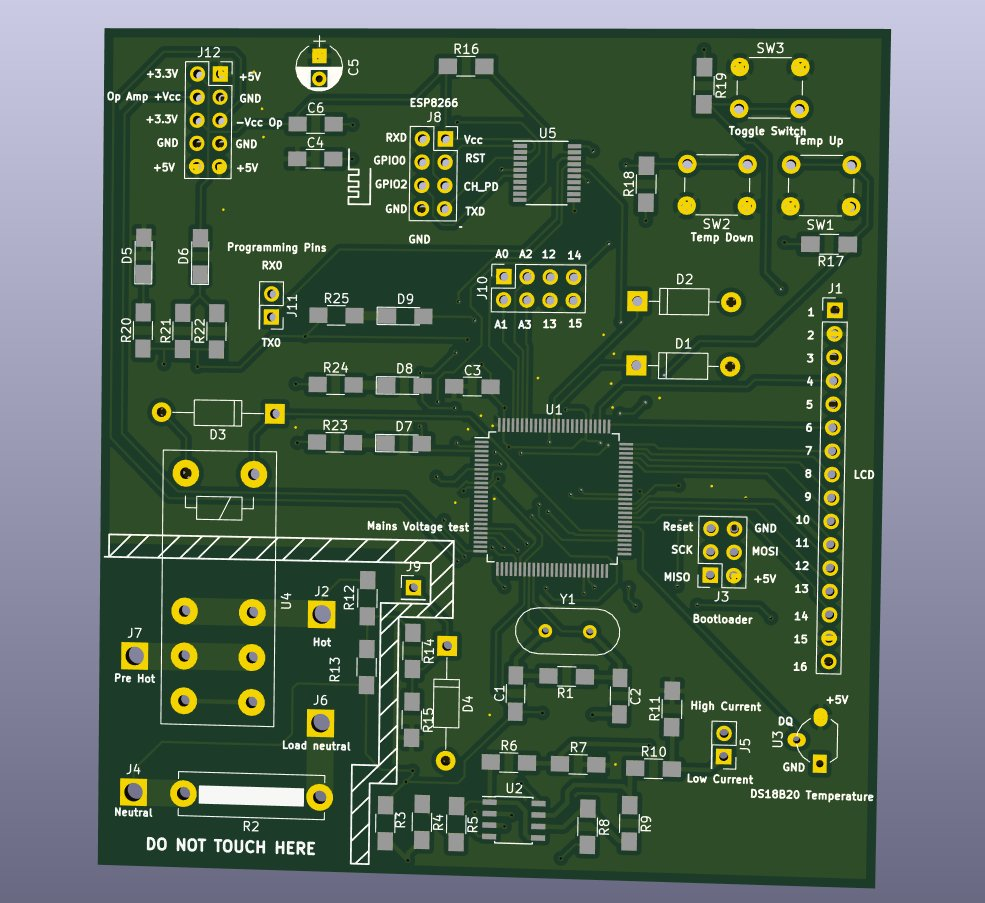 J12
+3.3V
+5V
Op Amp +Vcc
GND
+3.3V
-Vcc Op
GND
GND
+5V
+5V
+
C5
C6
C4
R16
ESP8266
J8
RXD
Vcc
GPIO0
RST
GPIO2
CH_PD
GND
TXD
GND
U5
SW3
R19
Toggle Switch
Temp Up
R18
SW2
Temp Down
SW1
R17
D5
D6
Programming Pins
RX0
J11
TX0
R20
R21
R22
R25
D9
A0
A2
12
14
J10
A1
A3
13
15
D2
D1
J1
1
2
3
4
5
6
7
8
LCD
9
10
11
12
13
14
15
16
R24
D8
C3
D3
R23
D7
U1
Mains Voltage test
Reset
GND
SCK
MOSI
MISO
+5V
J3
Bootloader
J9
R12
U4
J2
Hot
J7
Pre Hot
R13
R14
Y1
J6
Load neutral
R15
D4
C1
R1
C2
R11
High Current
J5
Low Current
+5V
DQ
U3
GND
DS18B20 Temperature
J4
Neutral
R2
DO NOT TOUCH HERE
R6
R7
R10
R3
R4
R5
U2
R8
R9